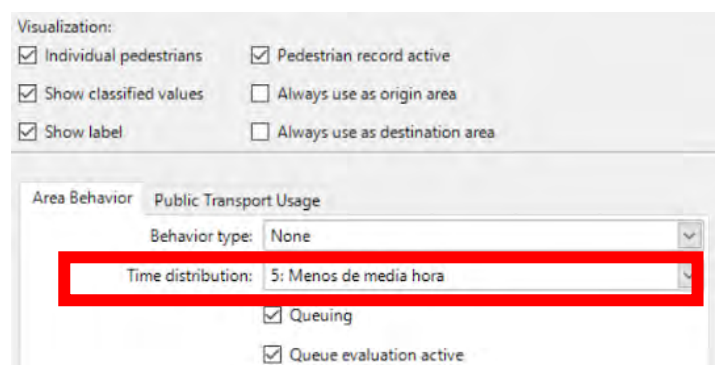 Visualization:
Individual pedestrians Pedestrian record active
Show classified values Always use as origin area
Show label Always use as destination area
Area Behavior Public Transport Usage
Behavior type: None
Time distribution: 5: Menos de media hora
Queuing
Queue evaluation active